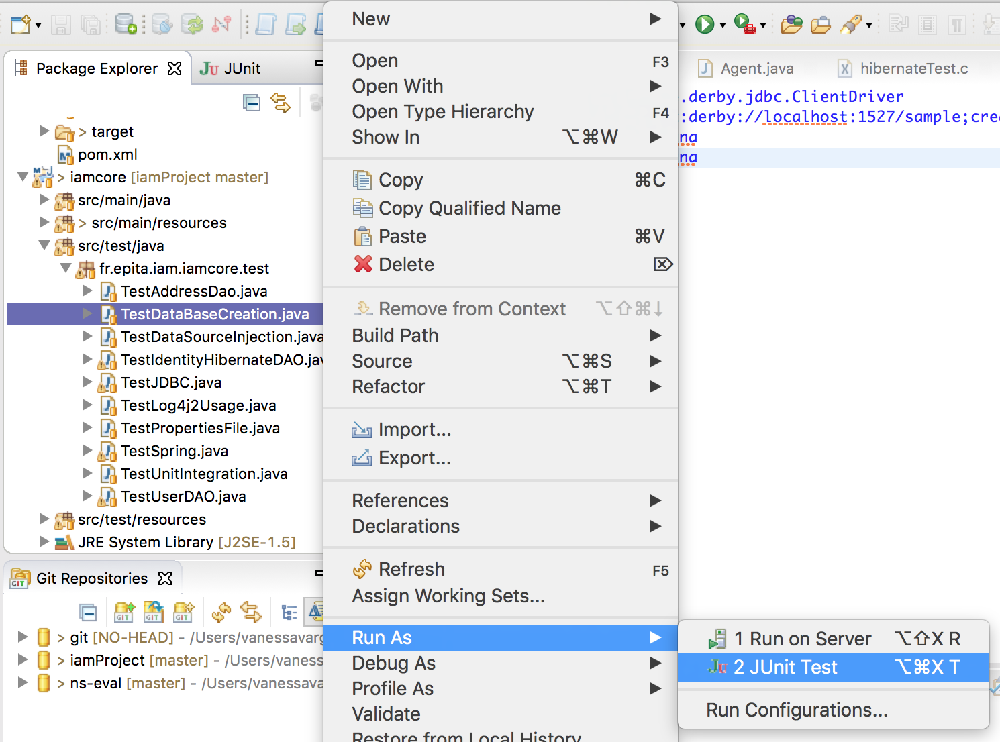 Package Explorer
JUnit
> target
pom.xml
> iamcore [iamProject master]
src/main/java
> src/main/resources
src/test/java
fr.epita.iam.iamcore.test
TestAddressDao.java
TestDataBaseCreation.java
TestDataSourceInjection.java
TestIdentityHibernateDAO.jav
TestJDBC.java
TestLog4j2Usage.java
TestPropertiesFile.java
TestSpring.java
TestUnitIntegration.java
TestUserDAO.java
src/test/resources
JRE System Library [J2SE-1.5]
Git Repositories
> git [NO-HEAD] - /Users/vanessavarg
> iamProject [master] - /Users/vaness
> ns-eval [master] - /Users/vanessava
New
Open F3
Open With
Open Type Hierarchy F4
Show In ⌥⌘W
Copy ⌘C
Copy Qualified Name
Paste ⌘V
Delete ⌦
Remove from Context ⌥⇧⌘↓
Build Path
Source ⌥⌘S
Refactor ⌥⌘T
Import...
Export...
References
Declarations
Refresh F5
Assign Working Sets...
Run As
Debug As
Profile As
Validate
Restore from Local History
1 Run on Server ⌥⇧X R
2 JUnit Test ⌥⌘X T
Run Configurations...
Agent.java
hibernateTest.c
.derby.jdbc.ClientDriver
:derby://localhost:1527/sample;cre
na
na